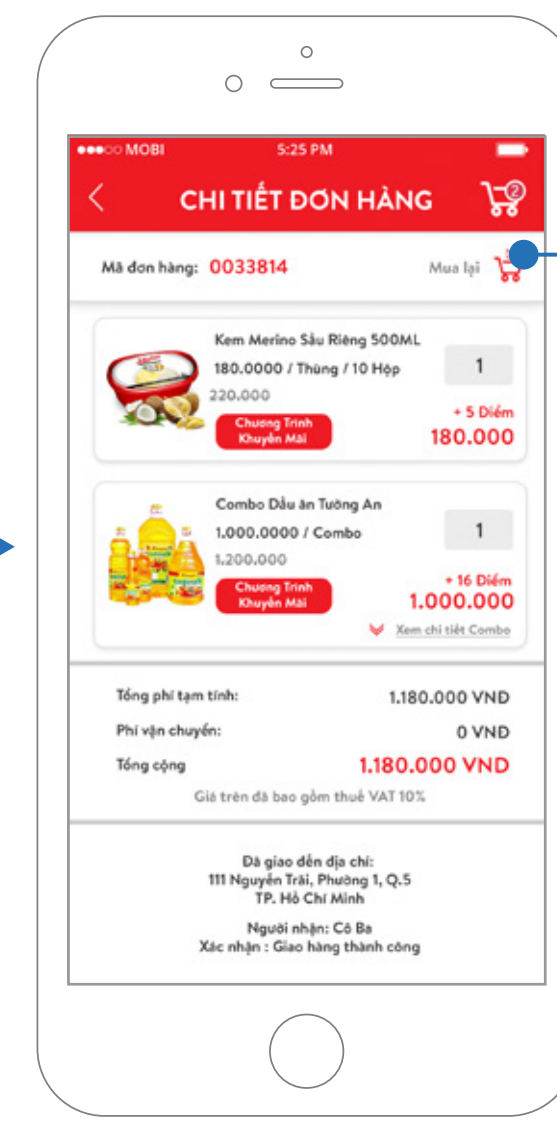 MOBI 5:25 PM
CHI TIẾT ĐƠN HÀNG 2
Mã đơn hàng: 0033814 Mua lại
Kem Merino Sầu Riêng 500ML
180.0000 / Thùng / 10 Hộp 1
220.000
Chương Trình
Khuyến Mãi
+ 5 Điểm
180.000
Combo Dầu ăn Tường An
1.000.0000 / Combo 1
1.200.000
Chương Trình
Khuyến Mãi
+ 16 Điểm
1.000.000
Xem chi tiết Combo
Tổng phí tạm tính: 1.180.000 VND
Phí vận chuyển: 0 VND
Tổng cộng 1.180.000 VND
Giá trên đã bao gồm thuế VAT 10%
Đã giao đến địa chỉ:
111 Nguyễn Trãi, Phường 1, Q.5
TP. Hồ Chí Minh
Người nhận: Cô Ba
Xác nhận : Giao hàng thành công